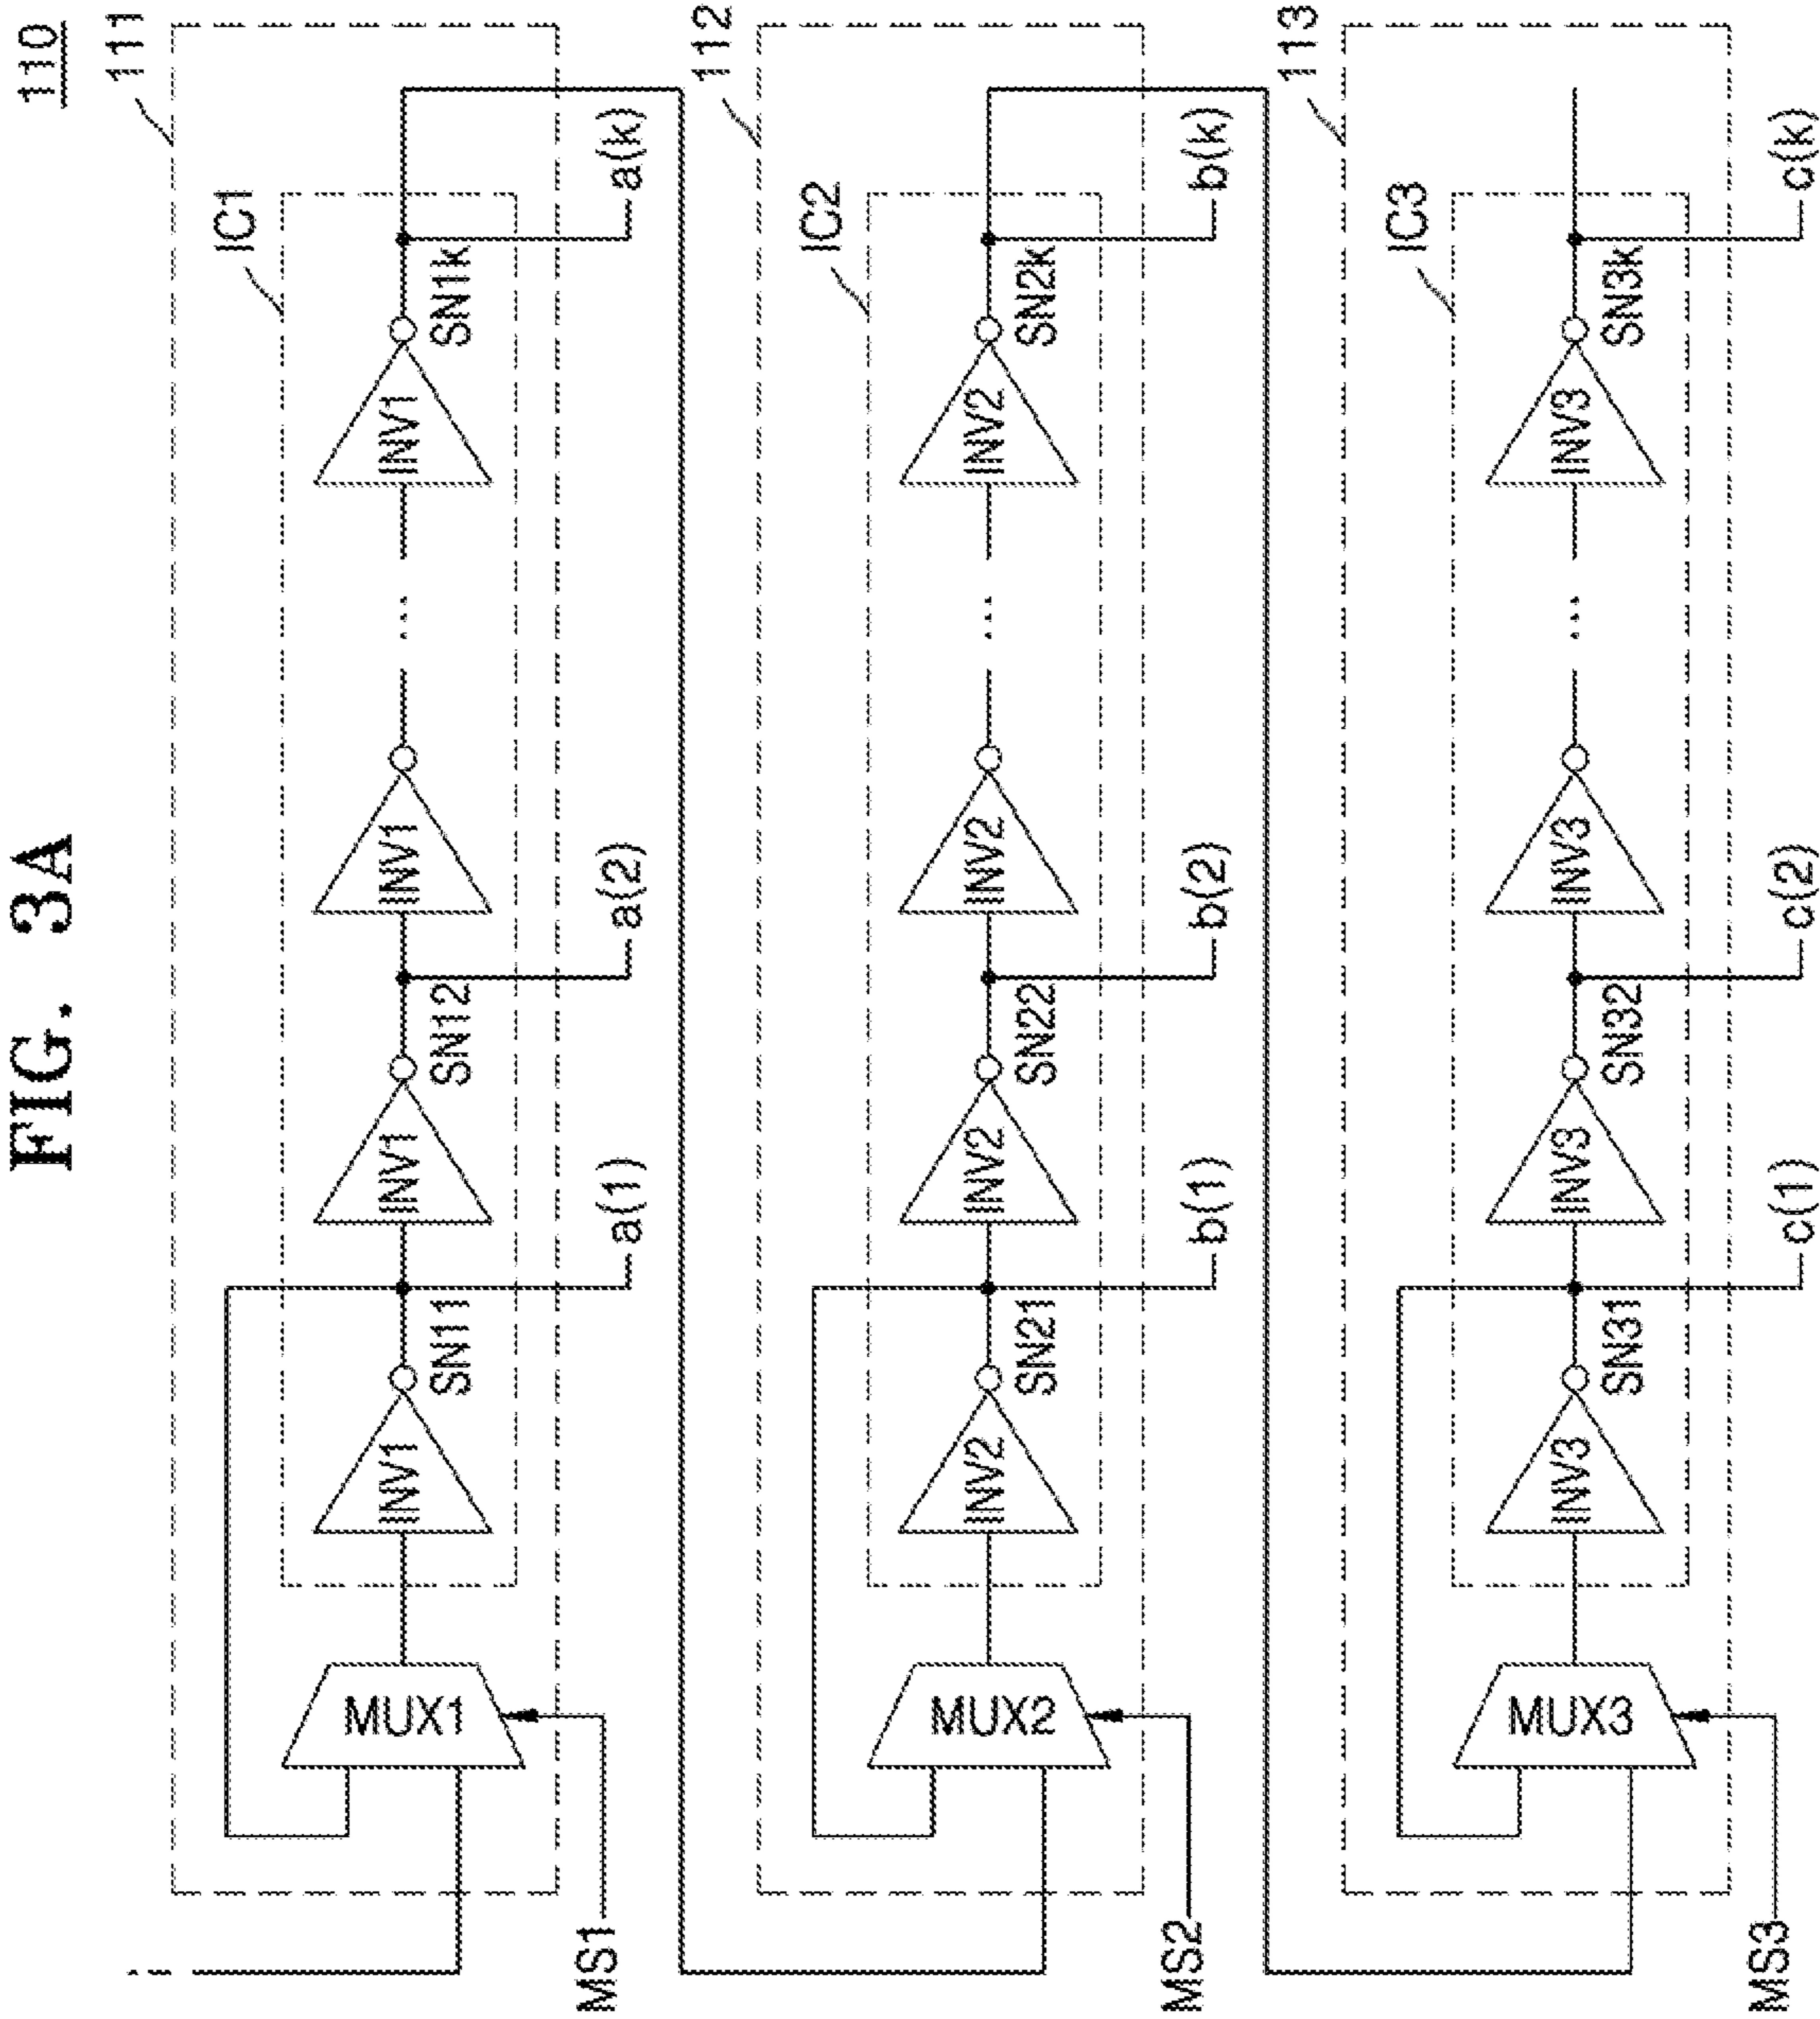 FIG. 3A
110
111
IC1
MUX1
INV1
INV1
INV1
INV1
SN11
SN12
SN1k
...
MS1
a(1)
a(2)
a(k)
112
IC2
MUX2
INV2
INV2
INV2
INV2
SN21
SN22
SN2k
...
MS2
b(1)
b(2)
b(k)
113
IC3
MUX3
INV3
INV3
INV3
INV3
SN31
SN32
SN3k
...
MS3
c(1)
c(2)
c(k)